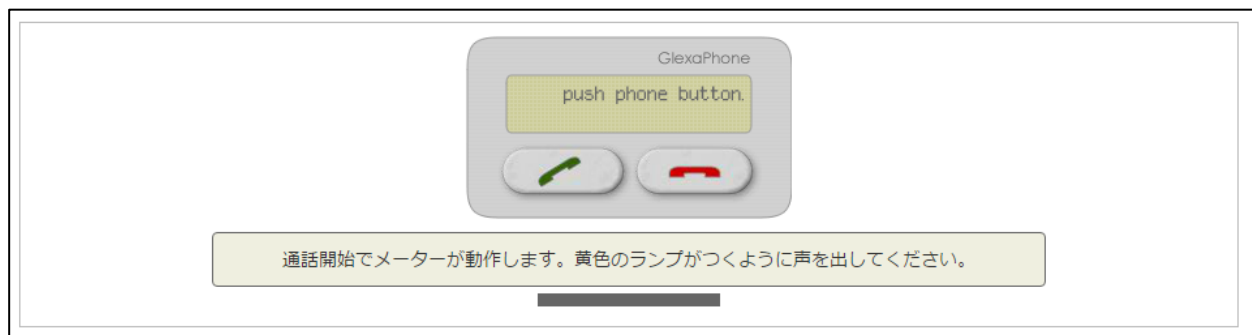 GlexaPhone
push phone button.
通話開始でメーターが動作します。黄色のランプがつくように声を出してください。